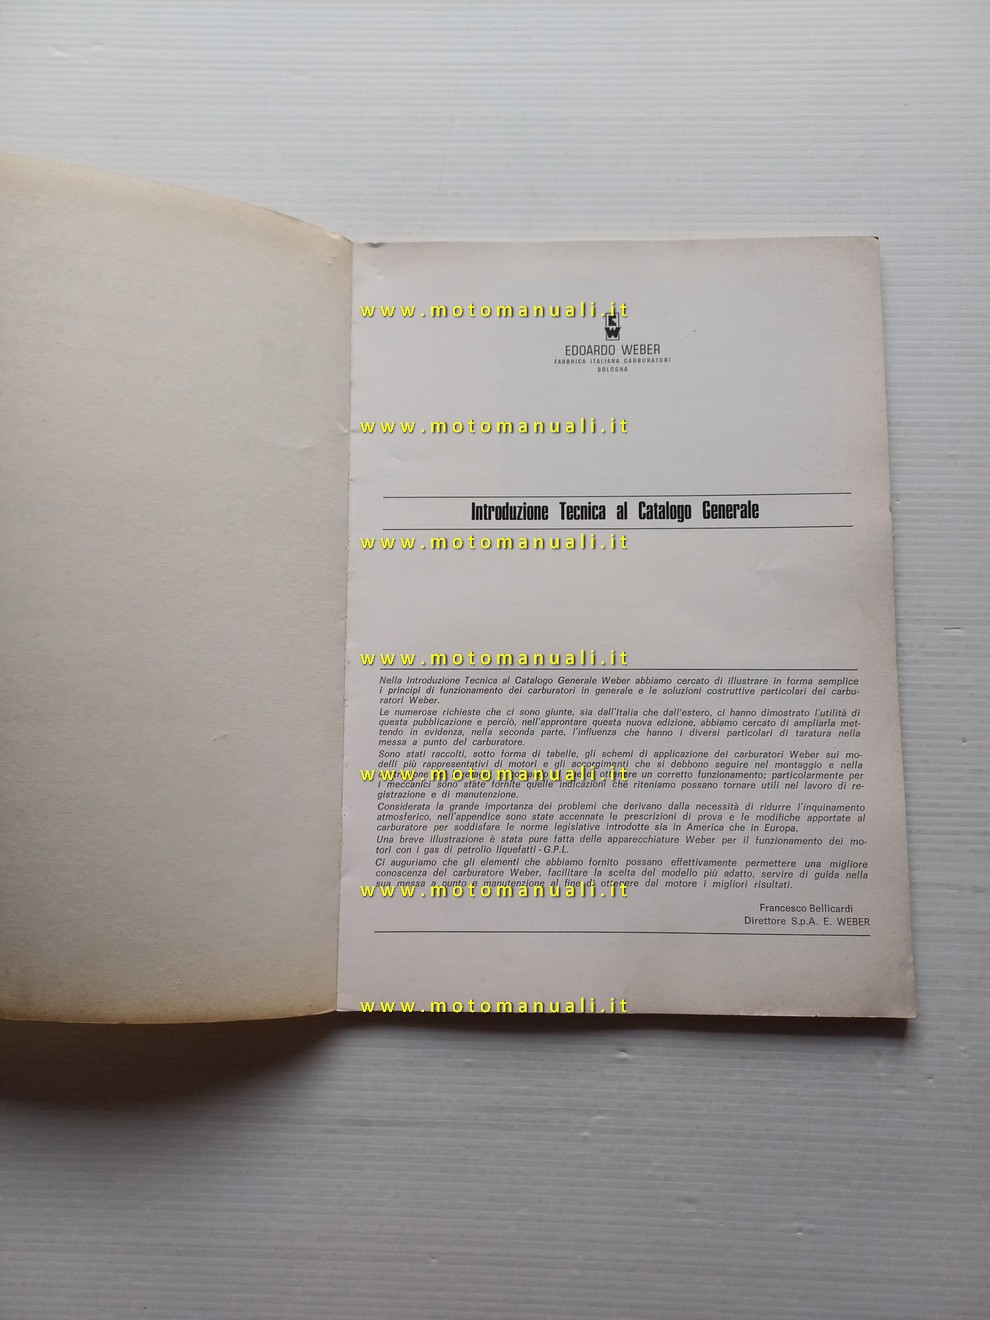 www.motomanuali.it
EW
EDOARDO WEBER
FABBRICA ITALIANA CARBURATORI
BOLOGNA
www.motomanuali.it
Introduzione Tecnica al Catalogo Generale
www.motomanuali.it
www.motomanuali.it
Nella Introduzione Tecnica al Catalogo Generale Weber abbiamo cercato di illustrare in forma semplice
i principi di funzionamento dei carburatori in generale e le soluzioni costruttive particolari dei carbu-
ratori Weber.
Le numerose richieste che ci sono giunte, sia dall'Italia che dall'estero, ci hanno dimostrato l'utilità di
questa pubblicazione e perciò, nell'approntare questa nuova edizione, abbiamo cercato di ampliarla met-
tendo in evidenza, nella seconda parte, l'influenza che hanno i diversi particolari di taratura nella
messa a punto del carburatore.
Sono stati raccolti, sotto forma di tabelle, gli schemi di applicazione dei carburatori Weber sui mo-
delli più rappresentativi di motori e gli accorgimenti che si debbono seguire nel montaggio e nella
ottenere un corretto funzionamento; particolarmente per
www.motomanuali.it
i meccanici sono state fornite quelle indicazioni che riteniamo possano tornare utili nel lavoro di re-
gistrazione e di manutenzione.
Considerata la grande importanza dei problemi che derivano dalla necessità di ridurre l'inquinamento
atmosferico, nell'appendice sono state accennate le prescrizioni di prova e le modifiche apportate al
carburatore per soddisfare le norme legislative introdotte sia in America che in Europa.
Una breve illustrazione è stata pure fatta delle apparecchiature Weber per il funzionamento dei mo-
tori con i gas di petrolio liquefatti - G.P.L.
Ci auguriamo che gli elementi che abbiamo fornito possano effettivamente permettere una migliore
conoscenza del carburatore Weber, facilitare la scelta del modello più adatto, servire di guida nella
sua messa a punto e manutenzione al fine di ottenere dal motore i migliori risultati.
www.motomanuali.it
Francesco Bellicardi
Direttore S.p.A. E. WEBER
www.motomanuali.it